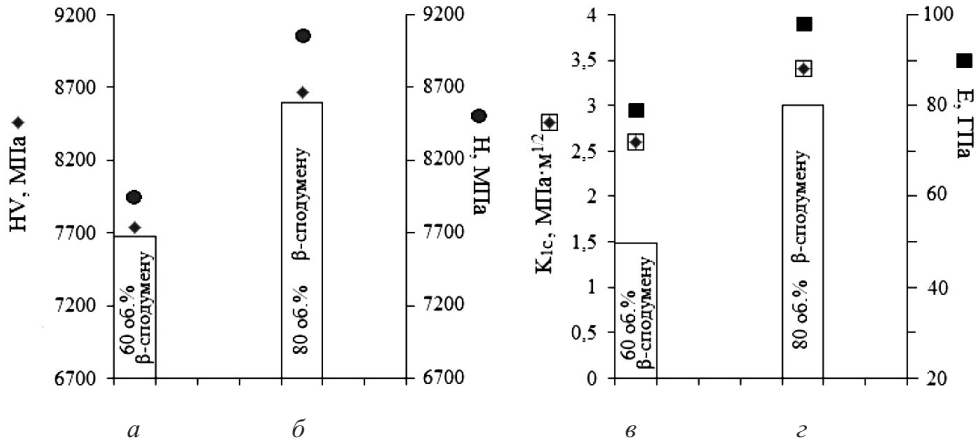 9200
8700
8200
7700
7200
6700
HV, МПа
60 об.%
β-сподумену
80 об.% β-сподумену
9200
8700
8200
7700
7200
6700
Н, МПа
а
б
4
3,5
3
2,5
2
1,5
1
0,5
0
K1c, МПа·м1/2
60 об.%
β-сподумену
80 об.% β-сподумену
100
80
60
40
20
Е, ГПа
в
г